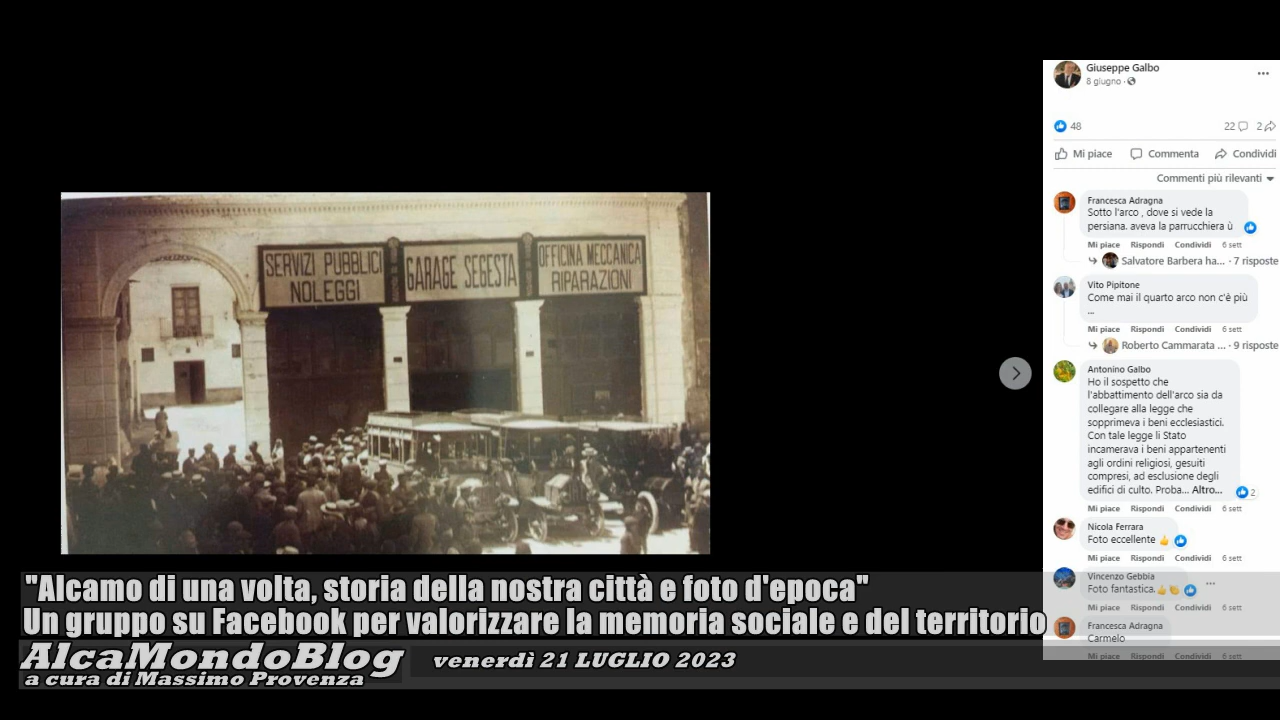 SERVIZI PUBBLICI
NOLEGGI
GARAGE SEGESTA
OFFICINA MECCANICA
RIPARAZIONI
Giuseppe Galbo
8 giugno ·
48
22
2
Mi piace
Commenta
Condividi
Commenti più rilevanti
Francesca Adragna
Sotto l'arco , dove si vede la
persiana. aveva la parrucchiera ù
Mi piace Rispondi Condividi 6 sett
Salvatore Barbera ha... · 7 risposte
Vito Pipitone
Come mai il quarto arco non c'è più
...
Mi piace Rispondi Condividi 6 sett
Roberto Cammarata ... · 9 risposte
Antonino Galbo
Ho il sospetto che
l'abbattimento dell'arco sia da
collegare alla legge che
sopprimeva i beni ecclesiastici.
Con tale legge li Stato
incamerava i beni appartenenti
agli ordini religiosi, gesuiti
compresi, ad esclusione degli
edifici di culto. Proba... Altro...
2
Mi piace Rispondi Condividi 6 sett
Nicola Ferrara
Foto eccellente 👍
Mi piace Rispondi Condividi 6 sett
Vincenzo Gebbia
Foto fantastica.👍👏
Mi piace Rispondi Condividi 6 sett
Francesca Adragna
Carmelo
Mi piace Rispondi Condividi 6 sett
"Alcamo di una volta, storia della nostra città e foto d'epoca"
Un gruppo su Facebook per valorizzare la memoria sociale e del territorio
AlcaMondoBlog
venerdì 21 LUGLIO 2023
a cura di Massimo Provenza